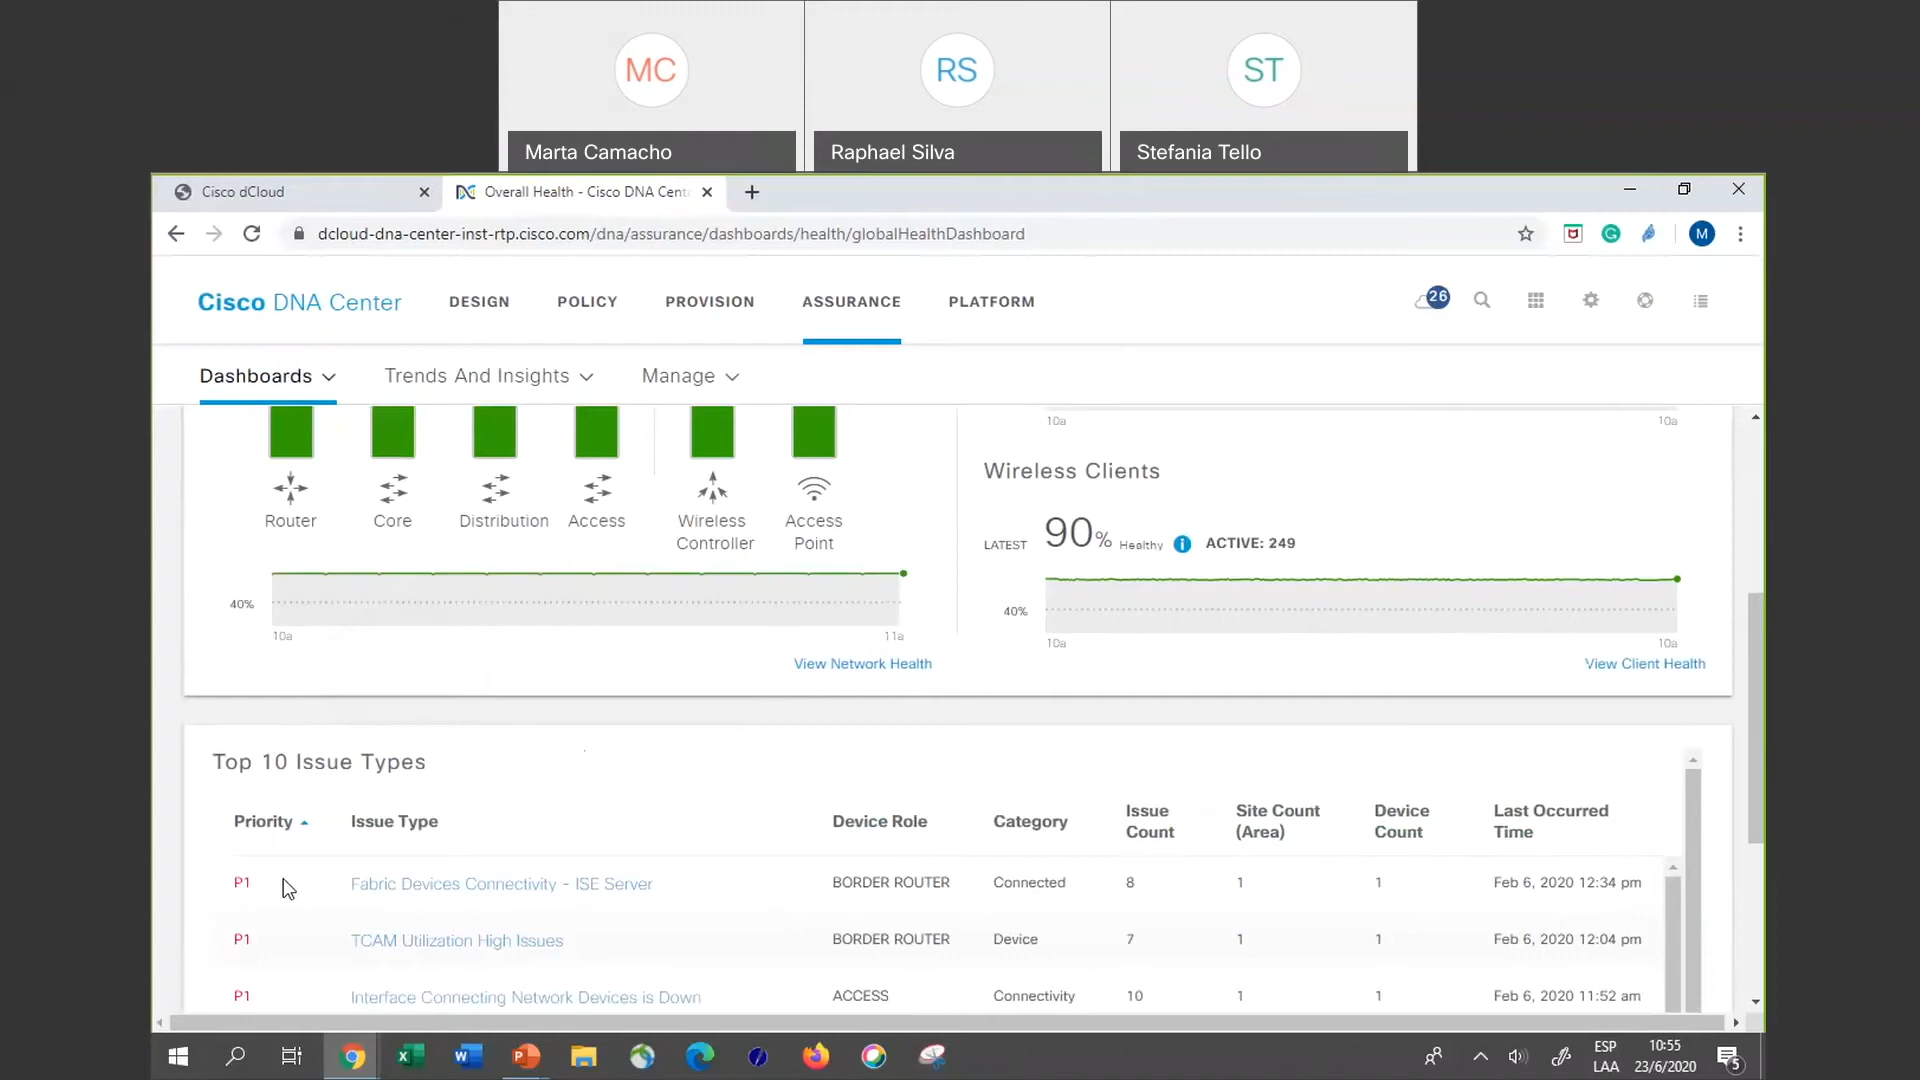 MC
RS
ST
Marta Camacho
Raphael Silva
Stefania Tello
Cisco dCloud
Overall Health - Cisco DNA Cent
dcloud-dna-center-inst-rtp.cisco.com/dna/assurance/dashboards/health/globalHealthDashboard
M
Cisco DNA Center
DESIGN
POLICY
PROVISION
ASSURANCE
PLATFORM
26
Dashboards
Trends And Insights
Manage
Router
Core
Distribution
Access
Wireless
Controller
Access
Point
40%
10a
11a
View Network Health
10a
10a
Wireless Clients
LATEST
90% Healthy
ACTIVE: 249
40%
10a
10a
View Client Health
Top 10 Issue Types
Priority
Issue Type
Device Role
Category
Issue
Count
Site Count
(Area)
Device
Count
Last Occurred
Time
P1 Fabric Devices Connectivity - ISE Server BORDER ROUTER Connected 8 1 1 Feb 6, 2020 12:34 pm
P1 TCAM Utilization High Issues BORDER ROUTER Device 7 1 1 Feb 6, 2020 12:04 pm
P1 Interface Connecting Network Devices is Down ACCESS Connectivity 10 1 1 Feb 6, 2020 11:52 am
ESP
LAA
10:55
23/6/2020
5